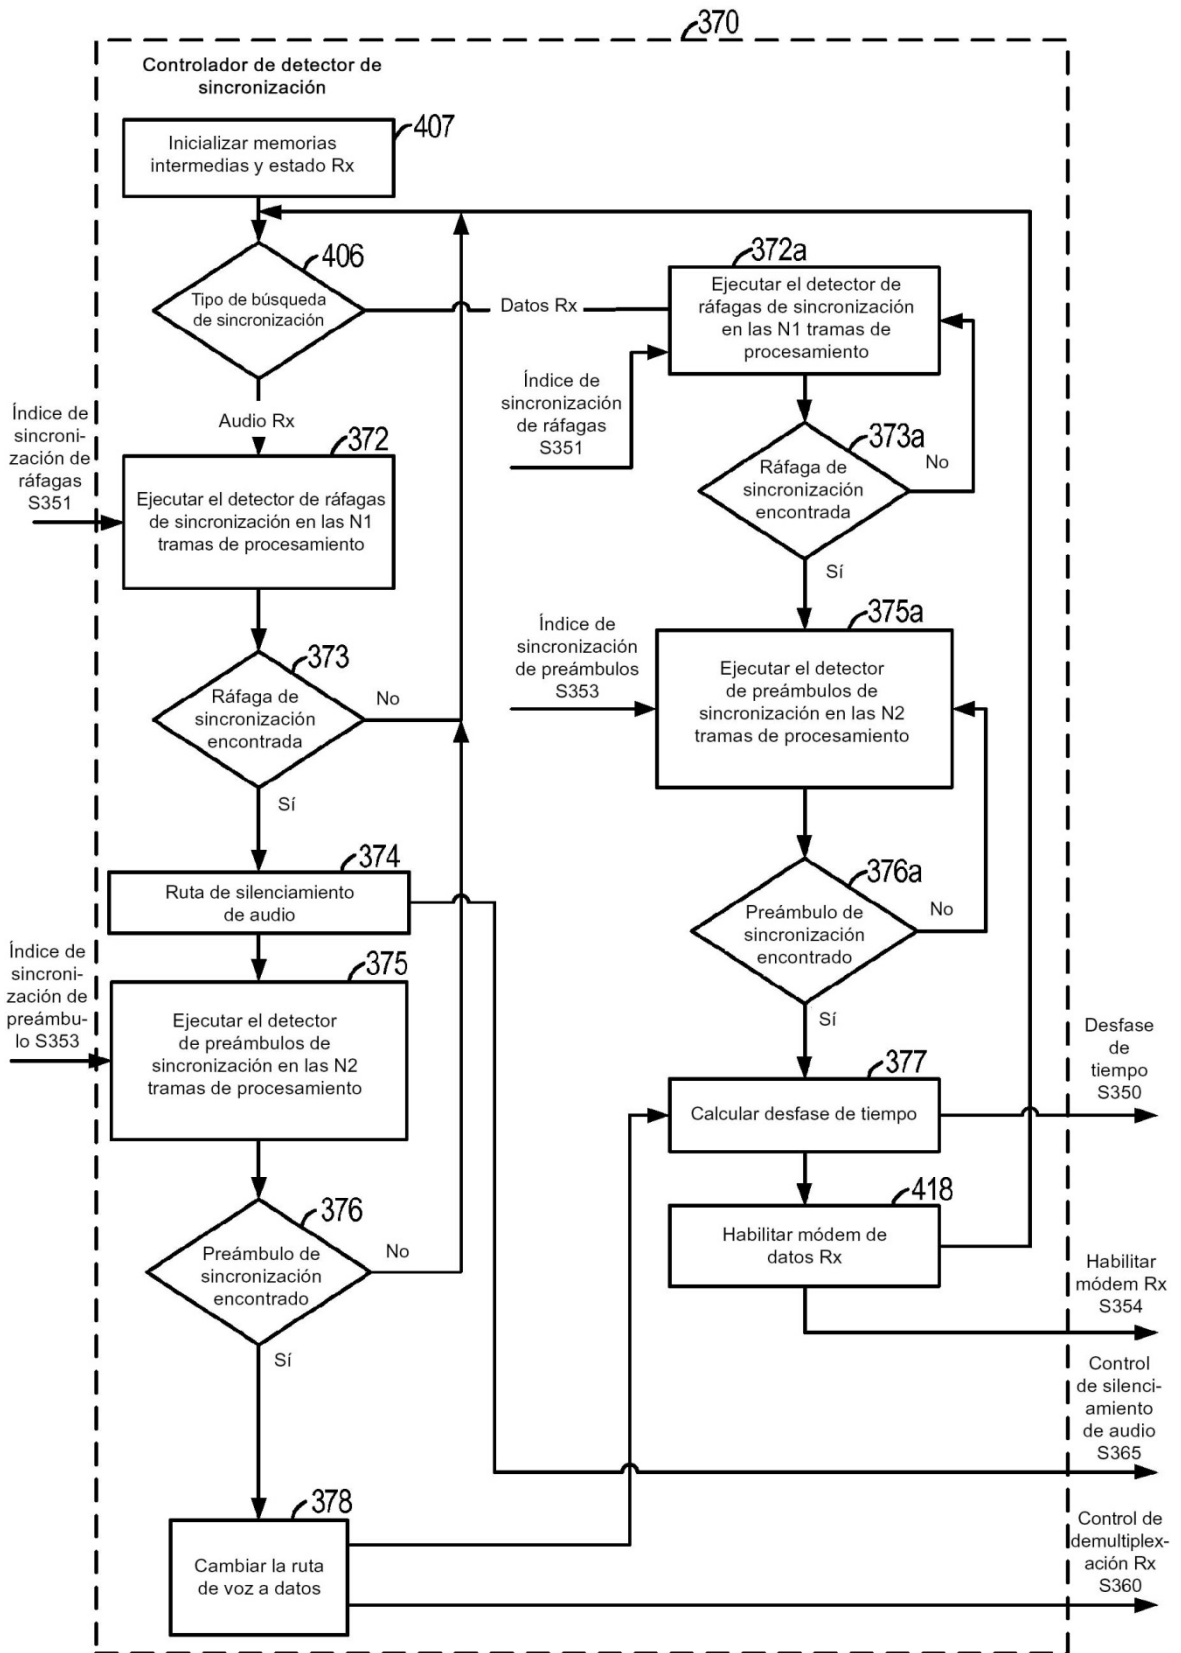 370
Controlador de detector de
sincronización
407
Inicializar memorias
intermedias y estado Rx
406
Tipo de búsqueda
de sincronización
Datos Rx
372a
Ejecutar el detector de
ráfagas de sincronización
en las N1 tramas de
procesamiento
Índice de
sincronización
de ráfagas
S351
Audio Rx
Índice de
sincroni-
zación de
ráfagas
S351
372
Ejecutar el detector de ráfagas
de sincronización en las N1
tramas de procesamiento
373a
Ráfaga de
sincronización
encontrada
No
Sí
373
Ráfaga de
sincronización
encontrada
No
Sí
Índice de
sincronización
de preámbulos
S353
375a
Ejecutar el detector
de preámbulos de
sincronización en las N2
tramas de procesamiento
374
Ruta de silenciamiento
de audio
376a
Preámbulo de
sincronización
encontrado
No
Sí
Índice de
sincroni-
zación de
preámbu-
lo S353
375
Ejecutar el detector
de preámbulos de
sincronización en las N2
tramas de procesamiento
377
Calcular desfase de tiempo
Desfase
de
tiempo
S350
376
Preámbulo de
sincronización
encontrado
No
Sí
418
Habilitar módem de
datos Rx
Habilitar
módem Rx
S354
Control
de silenci-
amiento
de audio
S365
378
Cambiar la ruta
de voz a datos
Control de
demultiplex-
ación Rx
S360